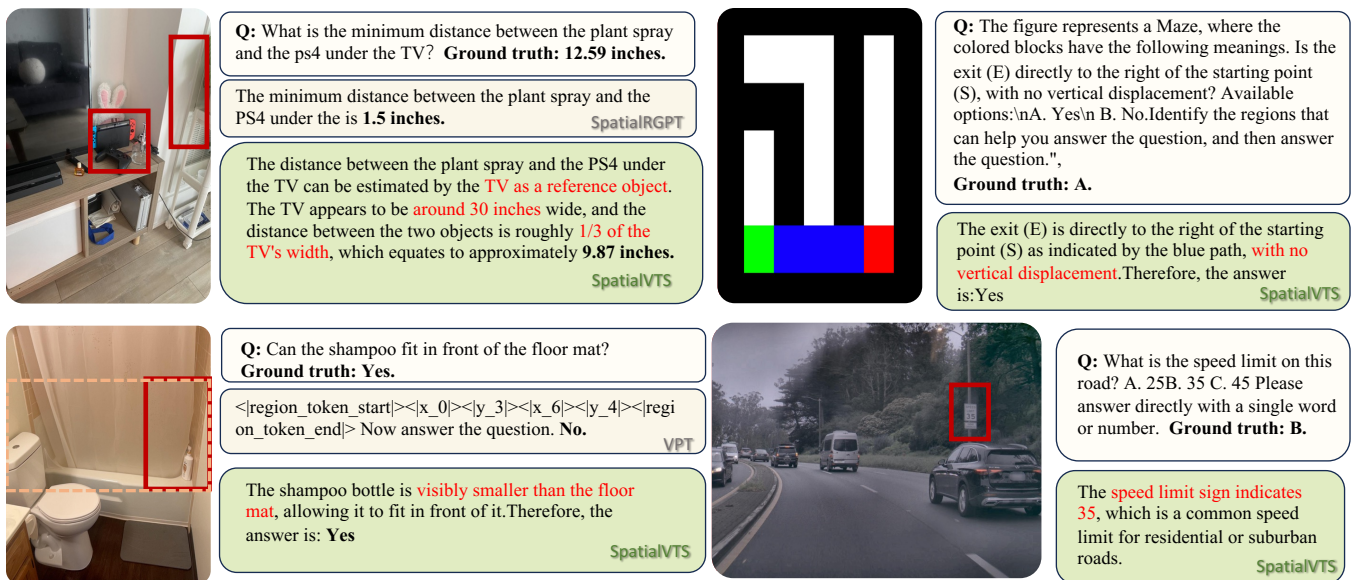 Q: What is the minimum distance between the plant spray
and the ps4 under the TV? Ground truth: 12.59 inches.
The minimum distance between the plant spray and the
PS4 under the is 1.5 inches.
SpatialRGPT
The distance between the plant spray and the PS4 under
the TV can be estimated by the TV as a reference object.
The TV appears to be around 30 inches wide, and the
distance between the two objects is roughly 1/3 of the
TV's width, which equates to approximately 9.87 inches.
SpatialVTS
Q: The figure represents a Maze, where the
colored blocks have the following meanings. Is the
exit (E) directly to the right of the starting point
(S), with no vertical displacement? Available
options:\nA. Yes\n B. No.Identify the regions that
can help you answer the question, and then answer
the question.",
Ground truth: A.
The exit (E) is directly to the right of the starting
point (S) as indicated by the blue path, with no
vertical displacement.Therefore, the answer
is:Yes
SpatialVTS
Q: Can the shampoo fit in front of the floor mat?
Ground truth: Yes.
<|region_token_start|><|x_0|><|y_3|><|x_6|><|y_4|><|regi
on_token_end|> Now answer the question. No.
VPT
The shampoo bottle is visibly smaller than the floor
mat, allowing it to fit in front of it.Therefore, the
answer is: Yes
SpatialVTS
35
Q: What is the speed limit on this
road? A. 25B. 35 C. 45 Please
answer directly with a single word
or number. Ground truth: B.
The speed limit sign indicates
35, which is a common speed
limit for residential or suburban
roads.
SpatialVTS